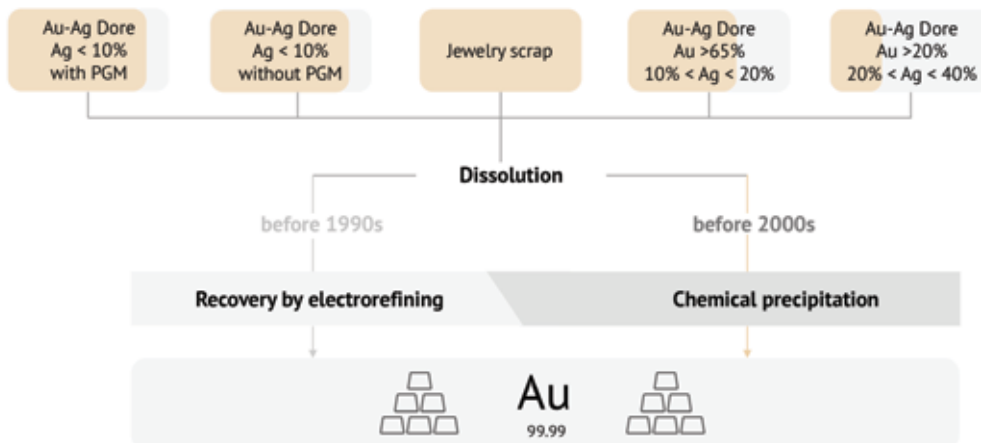 Au-Ag Dore
Ag < 10%
with PGM
Au-Ag Dore
Ag < 10%
without PGM
Jewelry scrap
Au-Ag Dore
Au >65%
10% < Ag < 20%
Au-Ag Dore
Au >20%
20% < Ag < 40%
Dissolution
before 1990s
before 2000s
Recovery by electrorefining
Chemical precipitation
Au
99.99